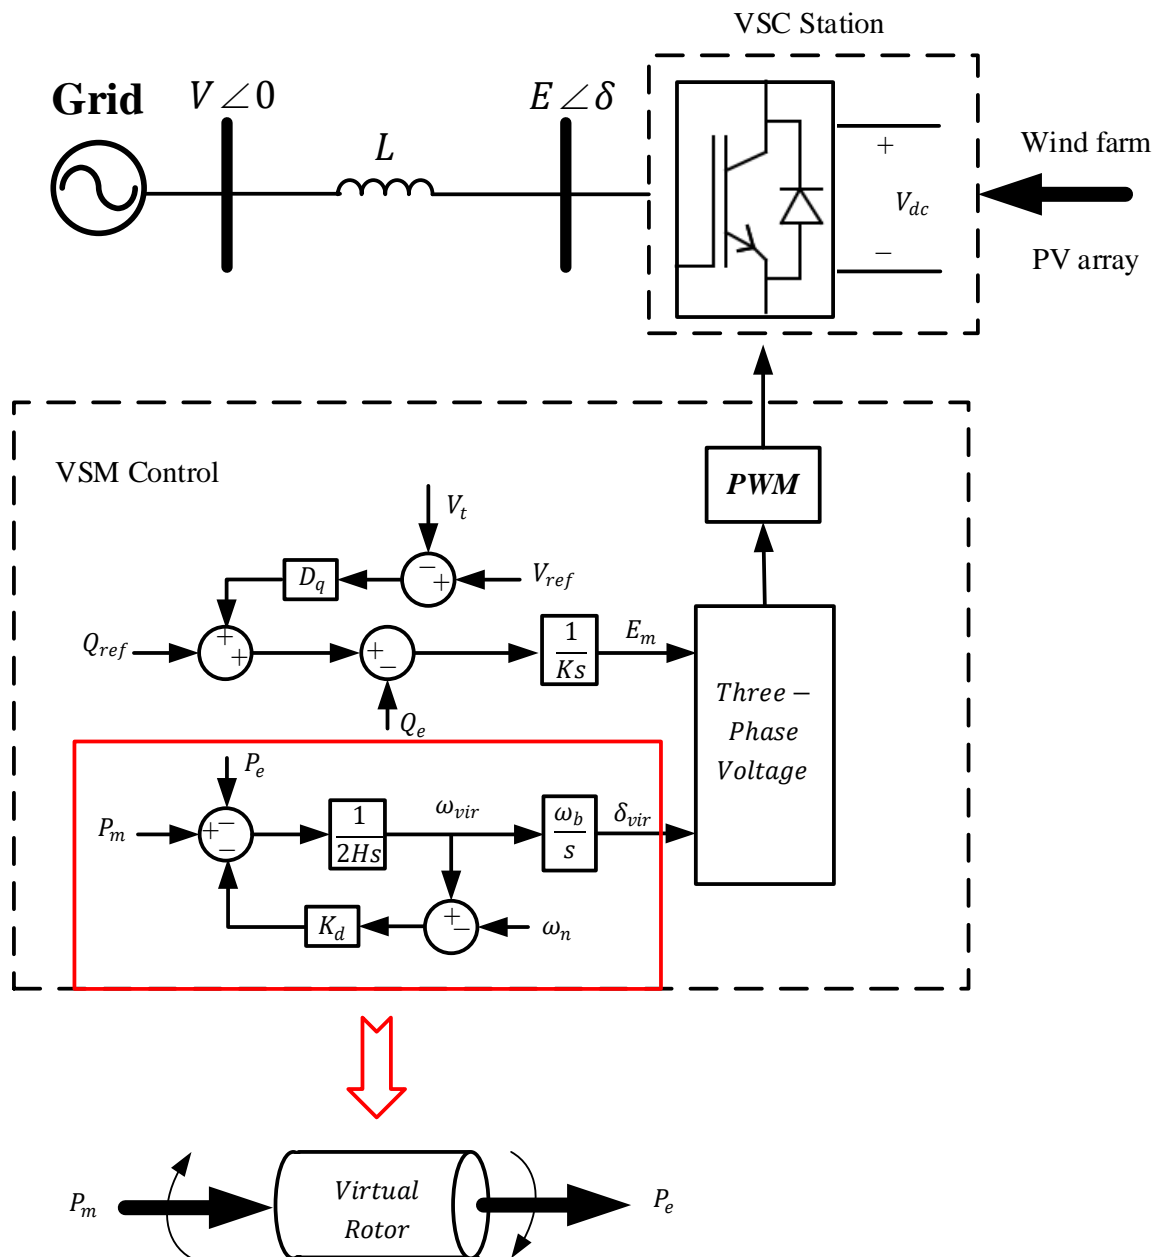 VSC Station
Grid
V∠0
E∠δ
L
+
V_dc
−
Wind farm
PV array
VSM Control
PWM
V_t
−
+
D_q
V_ref
Q_ref
+
+
+
−
1/Ks
E_m
Q_e
Three −
Phase
Voltage
P_e
P_m
+
−
−
1/2Hs
ω_vir
ω_b/s
δ_vir
K_d
+
−
ω_n
P_m
Virtual
Rotor
P_e